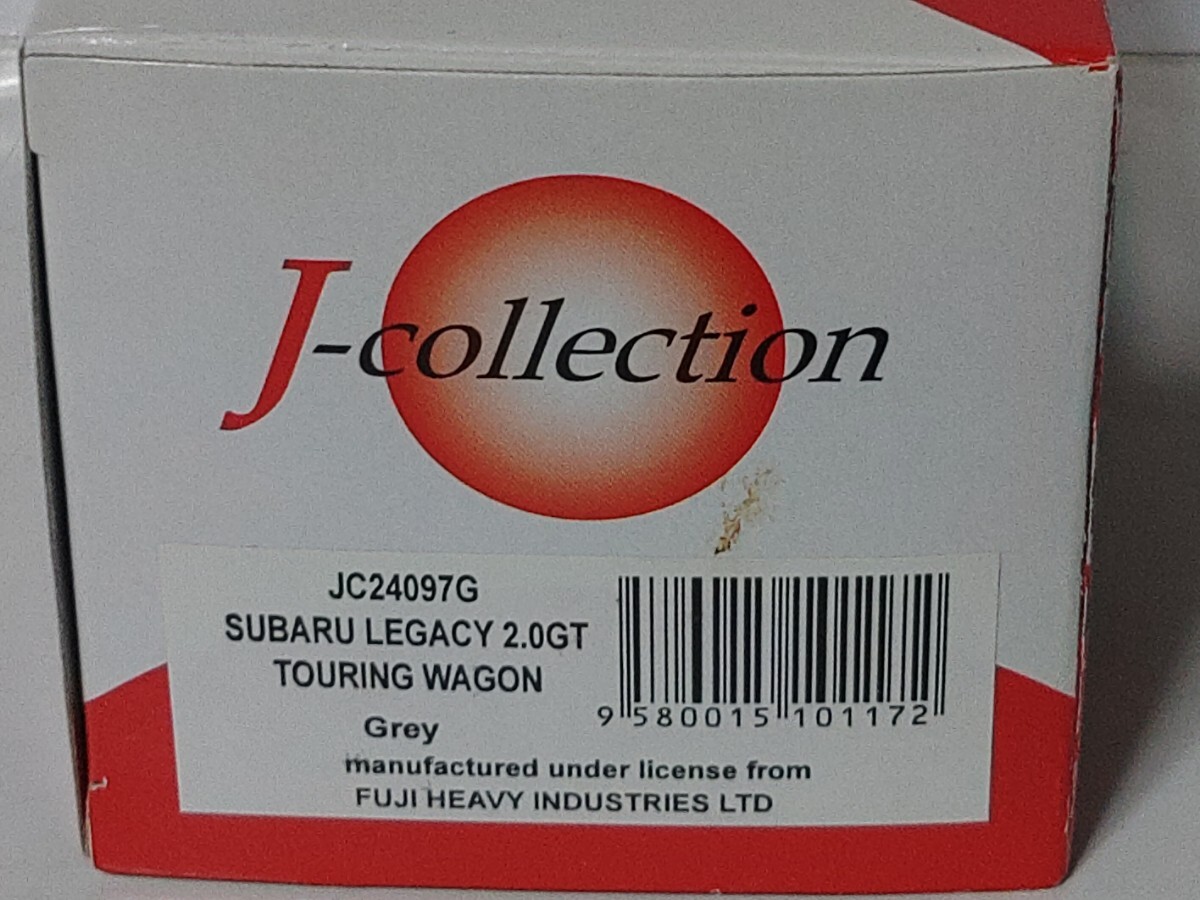 J-collection
JC24097G
SUBARU LEGACY 2.0GT
TOURING WAGON
Grey
9 580015 101172
manufactured under license from
FUJI HEAVY INDUSTRIES LTD